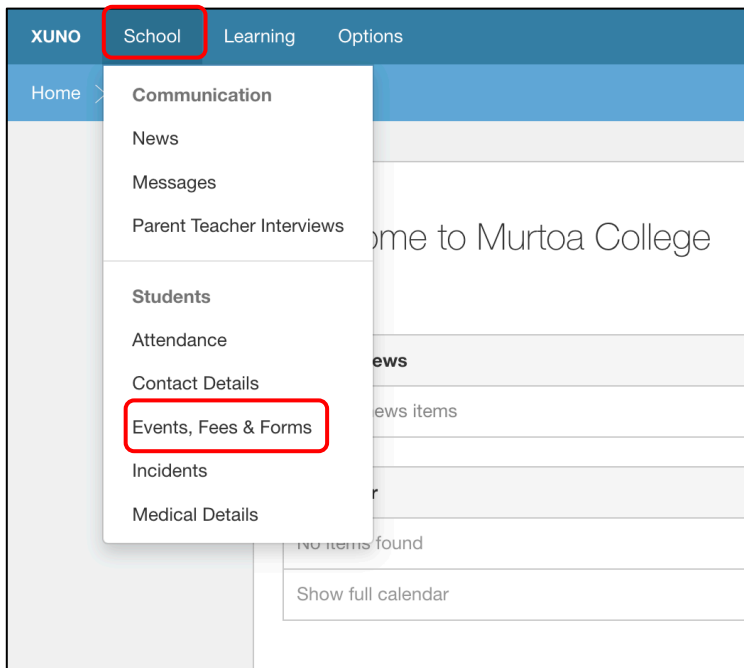 XUNO School Learning Options
Home
Communication
News
Messages
Parent Teacher Interviews
ome to Murtoa College
Students
Attendance
ews
Contact Details
ews items
Events, Fees & Forms
Incidents
r
Medical Details
No items found
Show full calendar